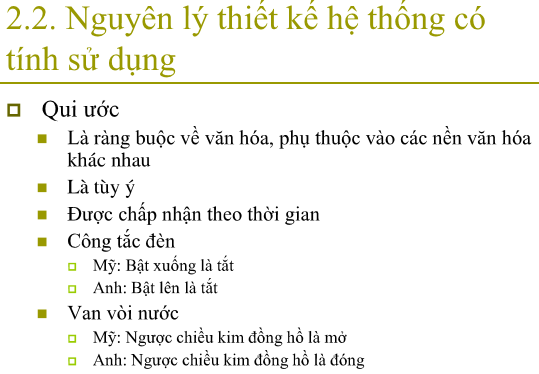 2.2. Nguyên lý thiết kế hệ thống có
tính sử dụng
Qui ước
Là ràng buộc về văn hóa, phụ thuộc vào các nền văn hóa
khác nhau
Là tùy ý
Được chấp nhận theo thời gian
Công tắc đèn
Mỹ: Bật xuống là tắt
Anh: Bật lên là tắt
Van vòi nước
Mỹ: Ngược chiều kim đồng hồ là mở
Anh: Ngược chiều kim đồng hồ là đóng